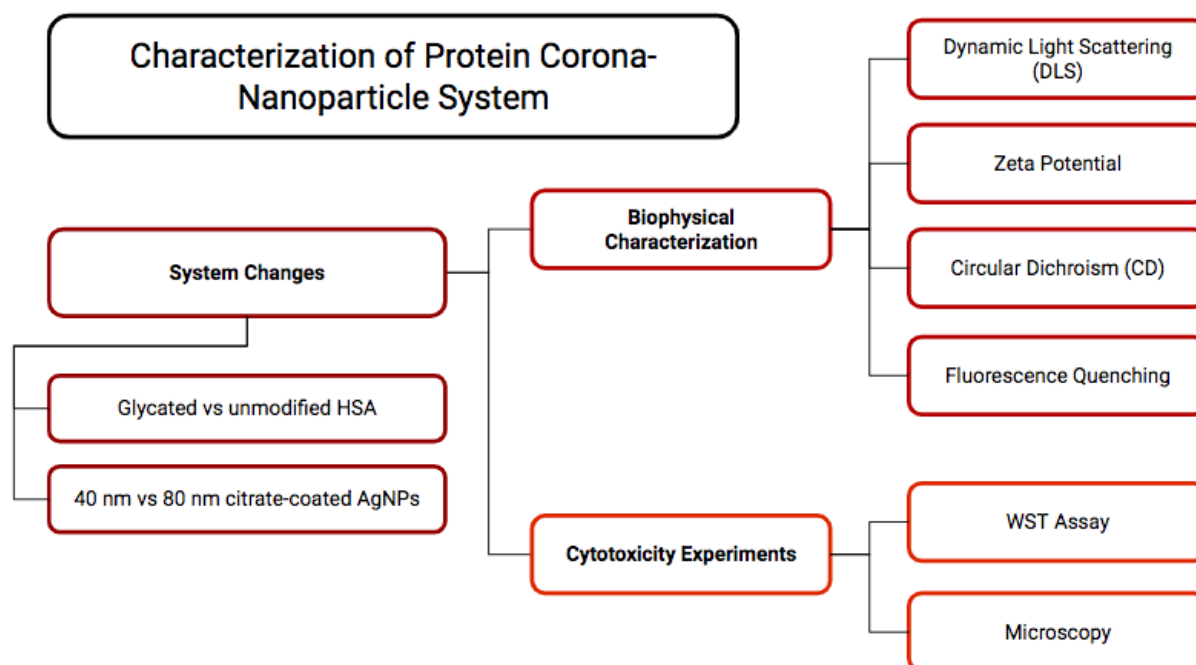 Characterization of Protein Corona-
Nanoparticle System
System Changes
Glycated vs unmodified HSA
40 nm vs 80 nm citrate-coated AgNPs
Biophysical
Characterization
Dynamic Light Scattering
(DLS)
Zeta Potential
Circular Dichroism (CD)
Fluorescence Quenching
Cytotoxicity Experiments
WST Assay
Microscopy